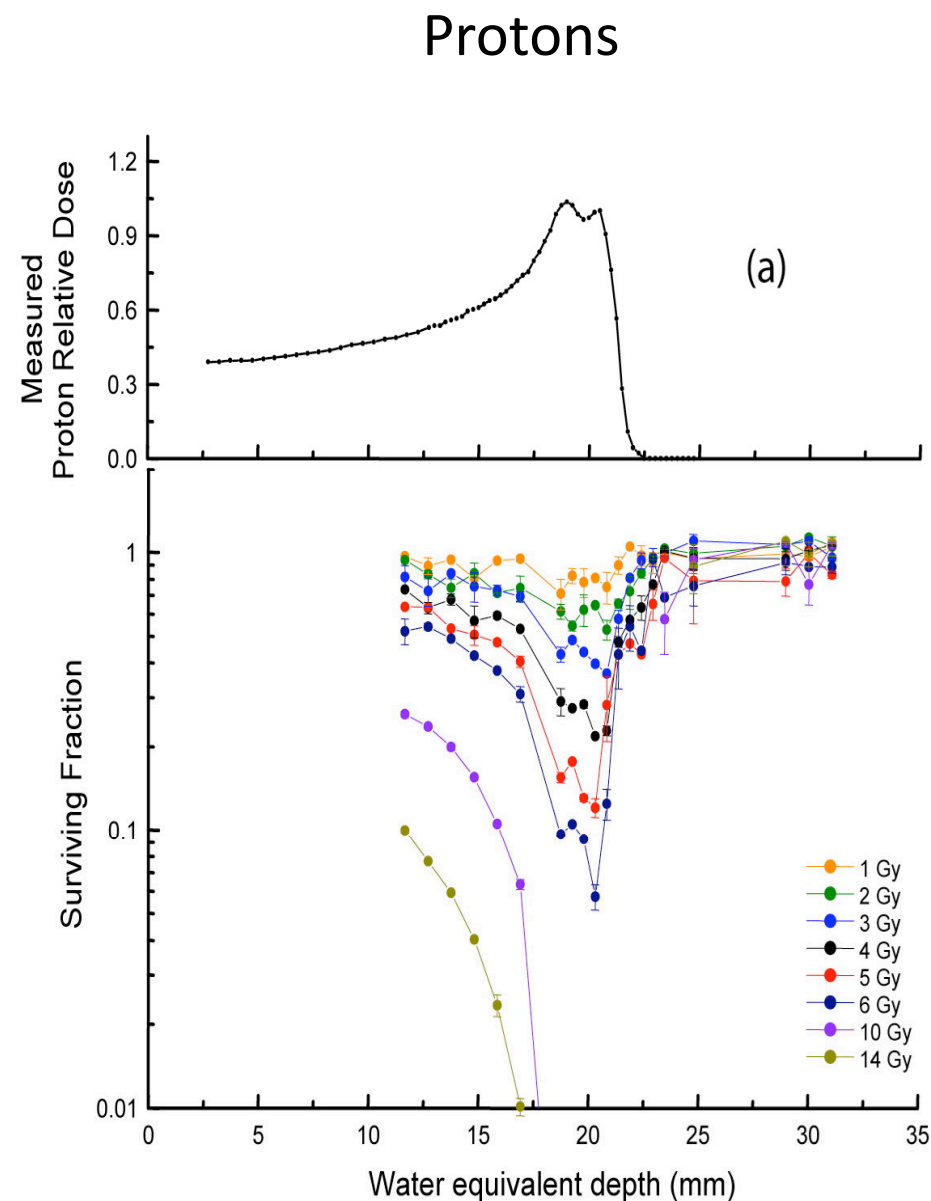 Protons
Measured
Proton Relative Dose
1.2
0.9
0.6
0.3
0.0
(a)
Surviving Fraction
1
0.1
0.01
1 Gy
2 Gy
3 Gy
4 Gy
5 Gy
6 Gy
10 Gy
14 Gy
0 5 10 15 20 25 30 35
Water equivalent depth (mm)